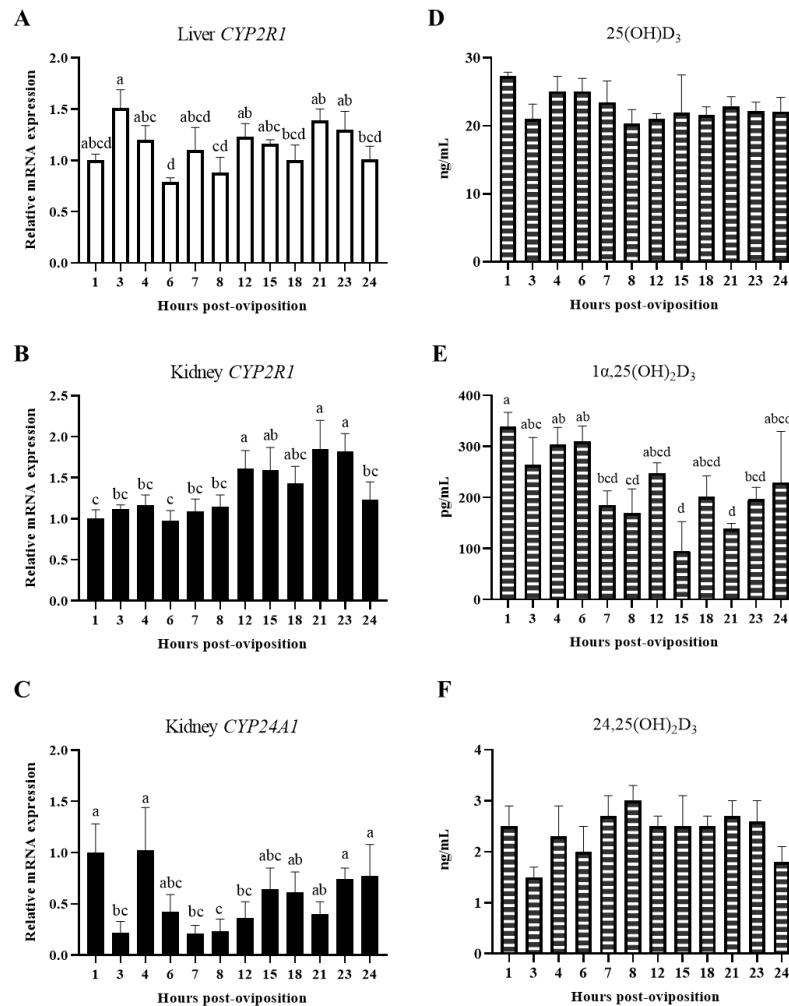 A
Liver CYP2R1
Relative mRNA expression
2.0
1.5
1.0
0.5
0.0
abcd a abc d abcd cd ab abc bcd ab ab bcd
1 3 4 6 7 8 12 15 18 21 23 24
Hours post-oviposition
B
Kidney CYP2R1
Relative mRNA expression
2.5
2.0
1.5
1.0
0.5
0.0
c bc bc c bc bc a ab ab a a bc
1 3 4 6 7 8 12 15 18 21 23 24
Hours post-oviposition
C
Kidney CYP24A1
Relative mRNA expression
2.0
1.5
1.0
0.5
0.0
a bc a abc bc c bc abc ab ab a a
1 3 4 6 7 8 12 15 18 21 23 24
Hours post-oviposition
D
25(OH)D₃
ng/mL
30
20
10
0
1 3 4 6 7 8 12 15 18 21 23 24
Hours post-oviposition
E
1α,25(OH)₂D₃
pg/mL
400
300
200
100
0
a abc ab ab bcd cd abcd d abcd d bcd abcd
1 3 4 6 7 8 12 15 18 21 23 24
Hours post-oviposition
F
24,25(OH)₂D₃
ng/mL
4
3
2
1
0
1 3 4 6 7 8 12 15 18 21 23 24
Hours post-oviposition